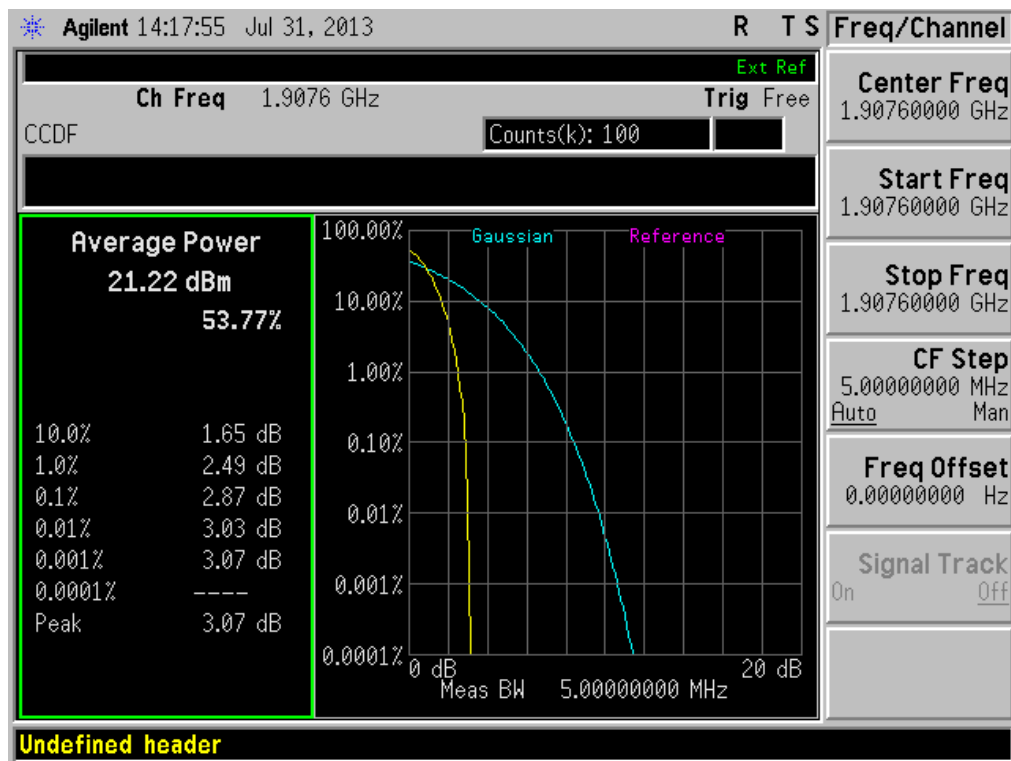 Agilent 14:17:55 Jul 31, 2013 R T S
Ext Ref
Ch Freq 1.9076 GHz Trig Free
CCDF Counts(k): 100
Average Power
21.22 dBm
53.77%
10.0% 1.65 dB
1.0% 2.49 dB
0.1% 2.87 dB
0.01% 3.03 dB
0.001% 3.07 dB
0.0001% ----
Peak 3.07 dB
Gaussian Reference
100.00%
10.00%
1.00%
0.10%
0.01%
0.001%
0.0001%
0 dB 20 dB
Meas BW 5.00000000 MHz
Freq/Channel
Center Freq
1.90760000 GHz
Start Freq
1.90760000 GHz
Stop Freq
1.90760000 GHz
CF Step
5.00000000 MHz
Auto Man
Freq Offset
0.00000000 Hz
Signal Track
On Off
Undefined header